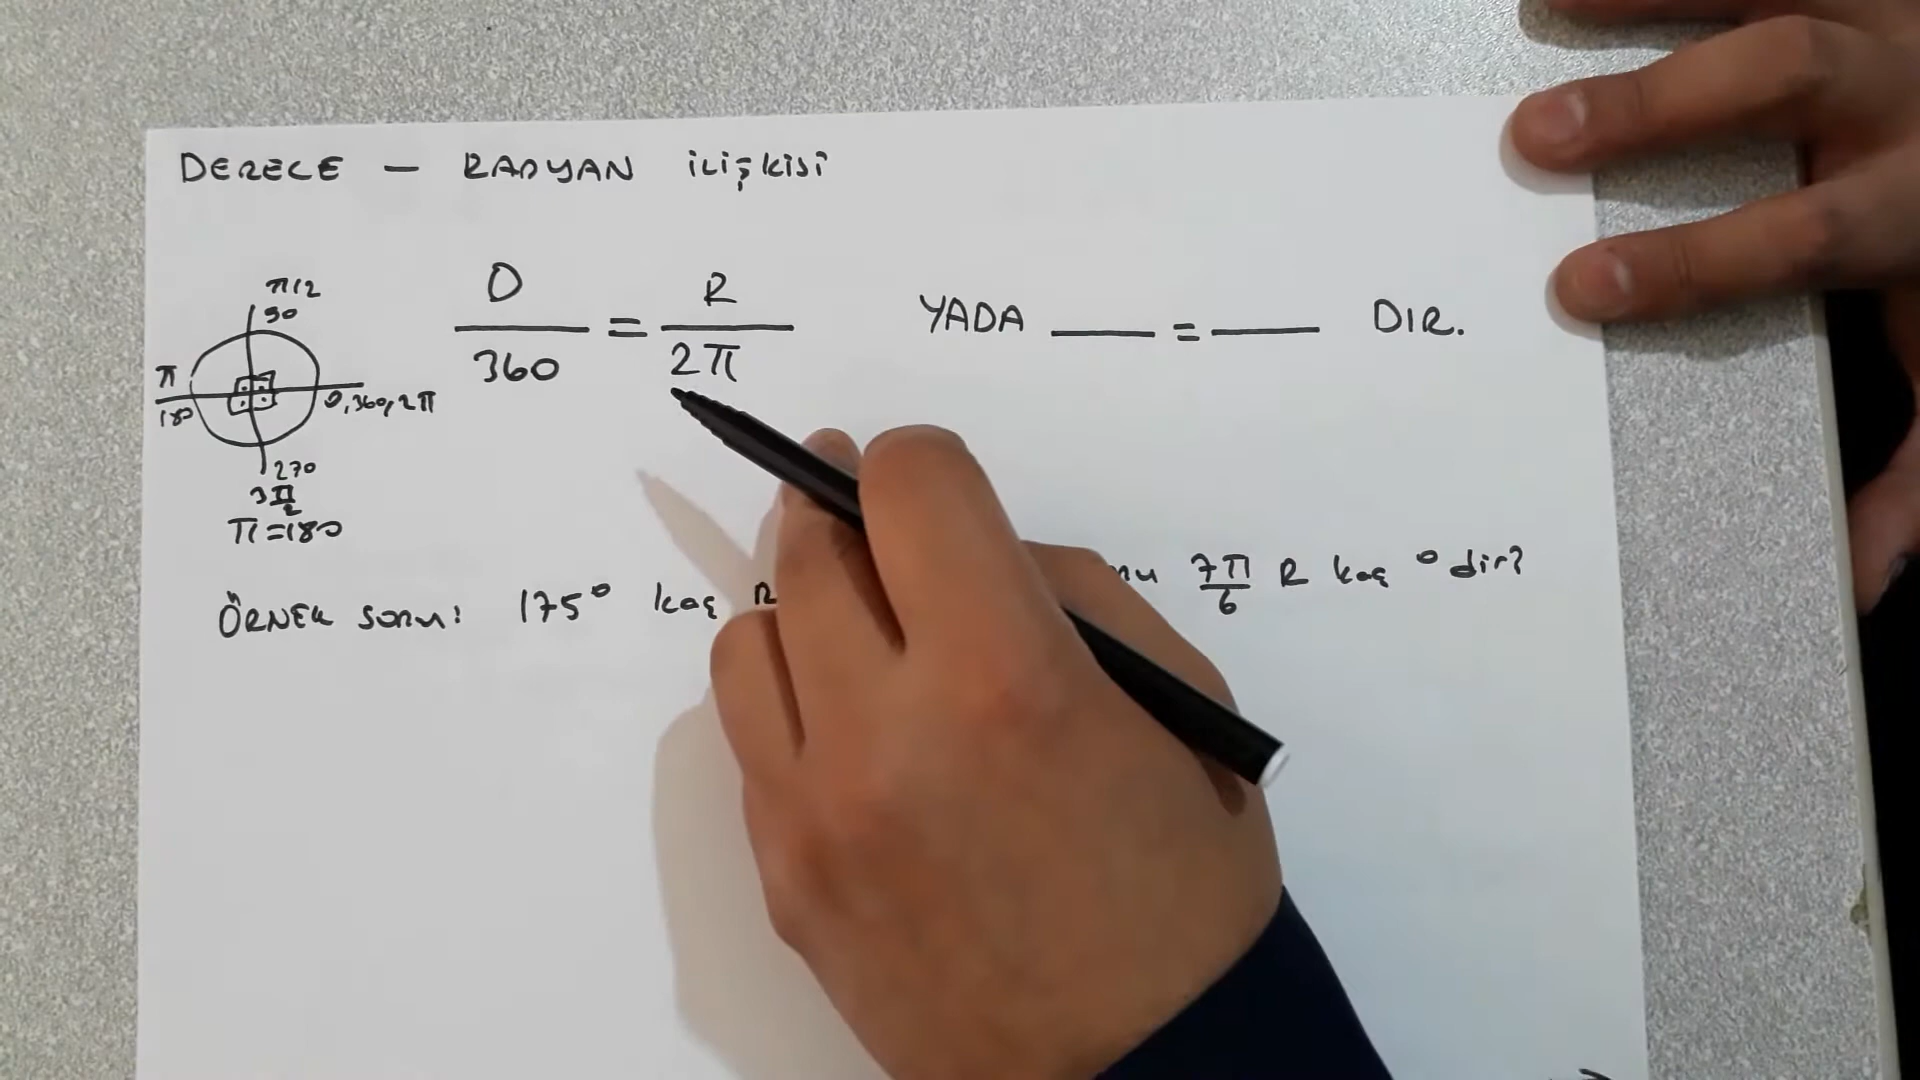 DERECE - RADYAN iLişkisi
π/2
90
π
180
0,360,2π
270
3π/2
π=180
D/360 = R/2π YADA ___ = ___ DIR.
ÖRNEK soru: 175° kaç 7π/6 R kaç ° dir?